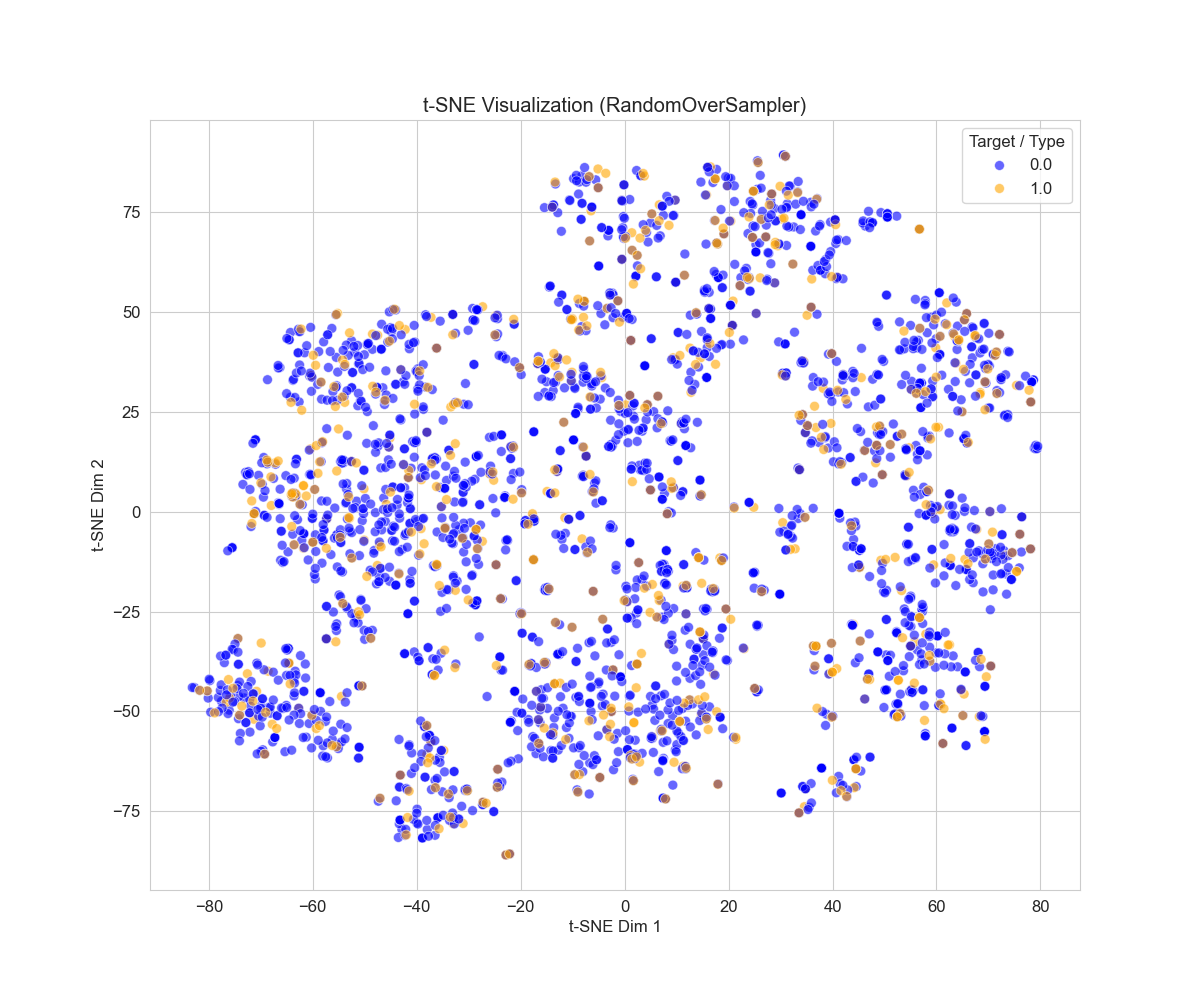 t-SNE Visualization (RandomOverSampler)
Target / Type
0.0
1.0
75
50
25
0
−25
−50
−75
t-SNE Dim 2
−80 −60 −40 −20 0 20 40 60 80
t-SNE Dim 1